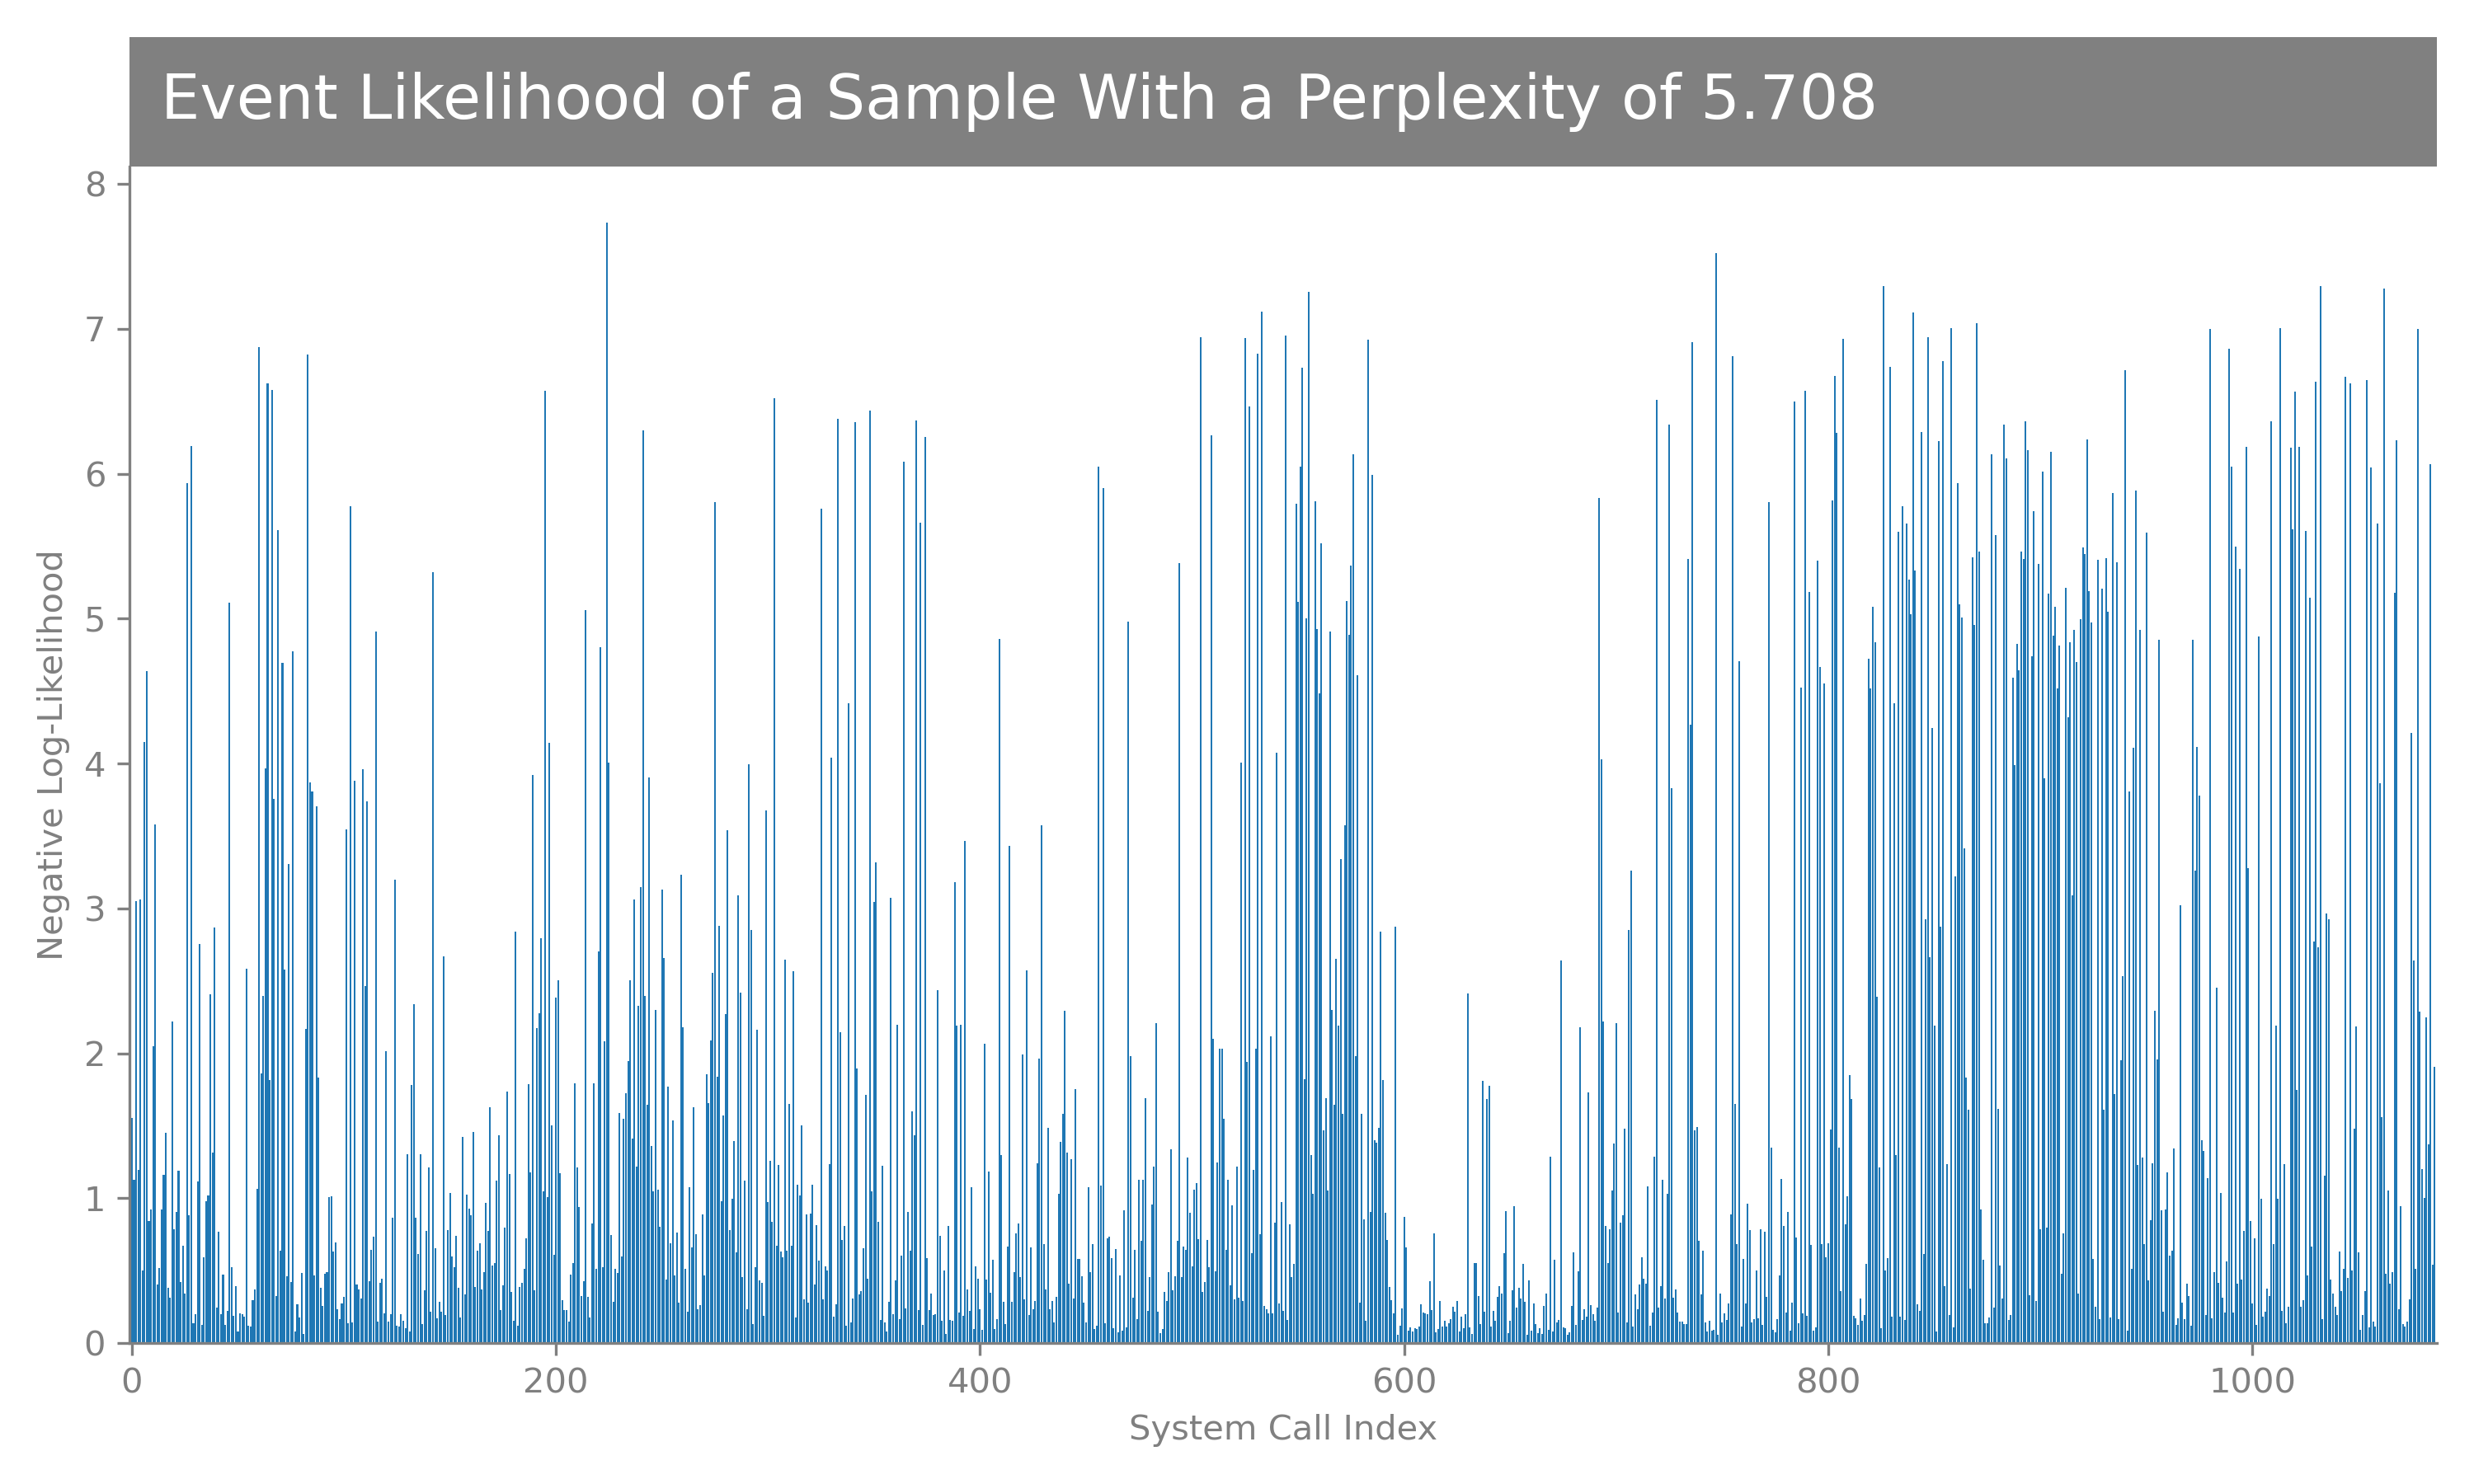 Event Likelihood of a Sample With a Perplexity of 5.708
8
7
6
5
4
3
2
1
0
Negative Log-Likelihood
0 200 400 600 800 1000
System Call Index